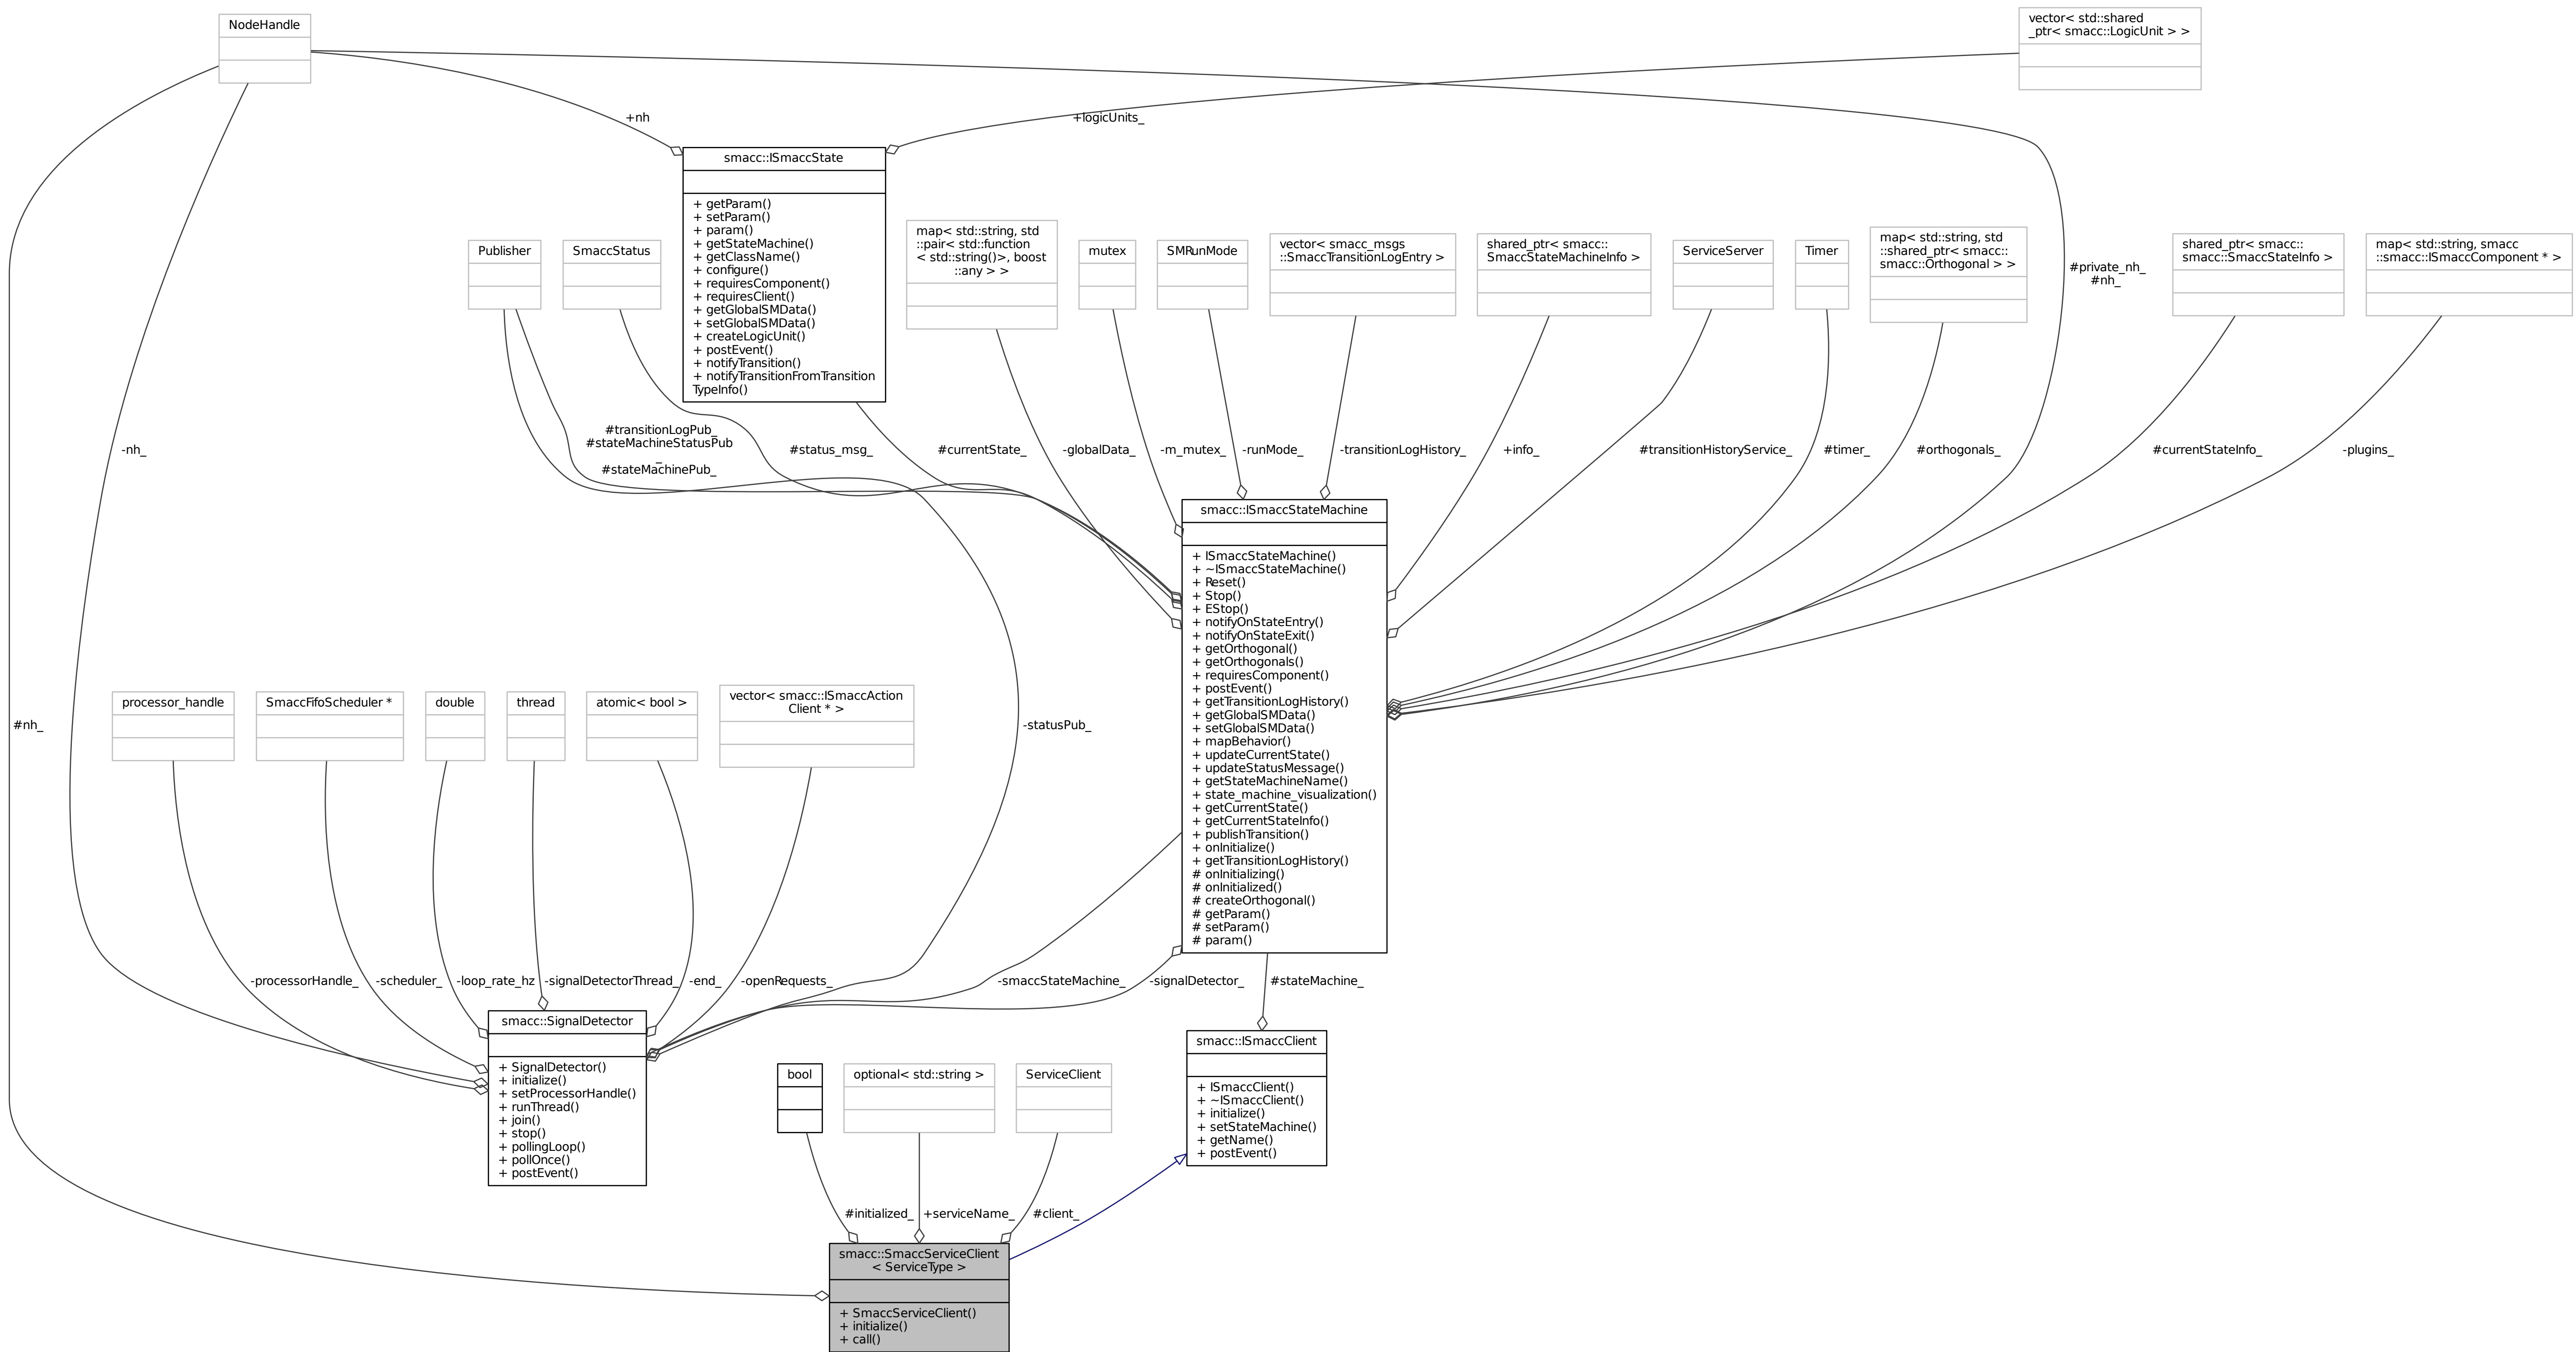 NodeHandle
vector< std::shared
_ptr< smacc::LogicUnit > >
+nh
+logicUnits_
smacc::ISmaccState
+ getParam()
+ setParam()
+ param()
+ getStateMachine()
+ getClassName()
+ configure()
+ requiresComponent()
+ requiresClient()
+ getGlobalSMData()
+ setGlobalSMData()
+ createLogicUnit()
+ postEvent()
+ notifyTransition()
+ notifyTransitionFromTransition
TypeInfo()
Publisher
SmaccStatus
map< std::string, std
::pair< std::function
< std::string()>, boost
::any > >
mutex
SMRunMode
vector< smacc_msgs
::SmaccTransitionLogEntry >
shared_ptr< smacc::
SmaccStateMachineInfo >
ServiceServer
Timer
map< std::string, std
::shared_ptr< smacc::
smacc::Orthogonal > >
#private_nh_
#nh_
shared_ptr< smacc::
smacc::SmaccStateInfo >
map< std::string, smacc
::smacc::ISmaccComponent * >
-nh_
#transitionLogPub_
#stateMachineStatusPub
_
#stateMachinePub_
#status_msg_
#currentState_
-globalData_
-m_mutex_
-runMode_
-transitionLogHistory_
+info_
#transitionHistoryService_
#timer_
#orthogonals_
#currentStateInfo_
-plugins_
smacc::ISmaccStateMachine
+ ISmaccStateMachine()
+ ~ISmaccStateMachine()
+ Reset()
+ Stop()
+ EStop()
+ notifyOnStateEntry()
+ notifyOnStateExit()
+ getOrthogonal()
+ getOrthogonals()
+ requiresComponent()
+ postEvent()
+ getTransitionLogHistory()
+ getGlobalSMData()
+ setGlobalSMData()
+ mapBehavior()
+ updateCurrentState()
+ updateStatusMessage()
+ getStateMachineName()
+ state_machine_visualization()
+ getCurrentState()
+ getCurrentStateInfo()
+ publishTransition()
+ onInitialize()
+ getTransitionLogHistory()
# onInitializing()
# onInitialized()
# createOrthogonal()
# getParam()
# setParam()
# param()
#nh_
processor_handle
SmaccFifoScheduler *
double
thread
atomic< bool >
vector< smacc::ISmaccAction
Client * >
-statusPub_
-processorHandle_
-scheduler_
-loop_rate_hz
-signalDetectorThread_
-end_
-openRequests_
-smaccStateMachine_
-signalDetector_
#stateMachine_
smacc::SignalDetector
+ SignalDetector()
+ initialize()
+ setProcessorHandle()
+ runThread()
+ join()
+ stop()
+ pollingLoop()
+ pollOnce()
+ postEvent()
bool
optional< std::string >
ServiceClient
smacc::ISmaccClient
+ ISmaccClient()
+ ~ISmaccClient()
+ initialize()
+ setStateMachine()
+ getName()
+ postEvent()
#initialized_
+serviceName_
#client_
smacc::SmaccServiceClient
< ServiceType >
+ SmaccServiceClient()
+ initialize()
+ call()